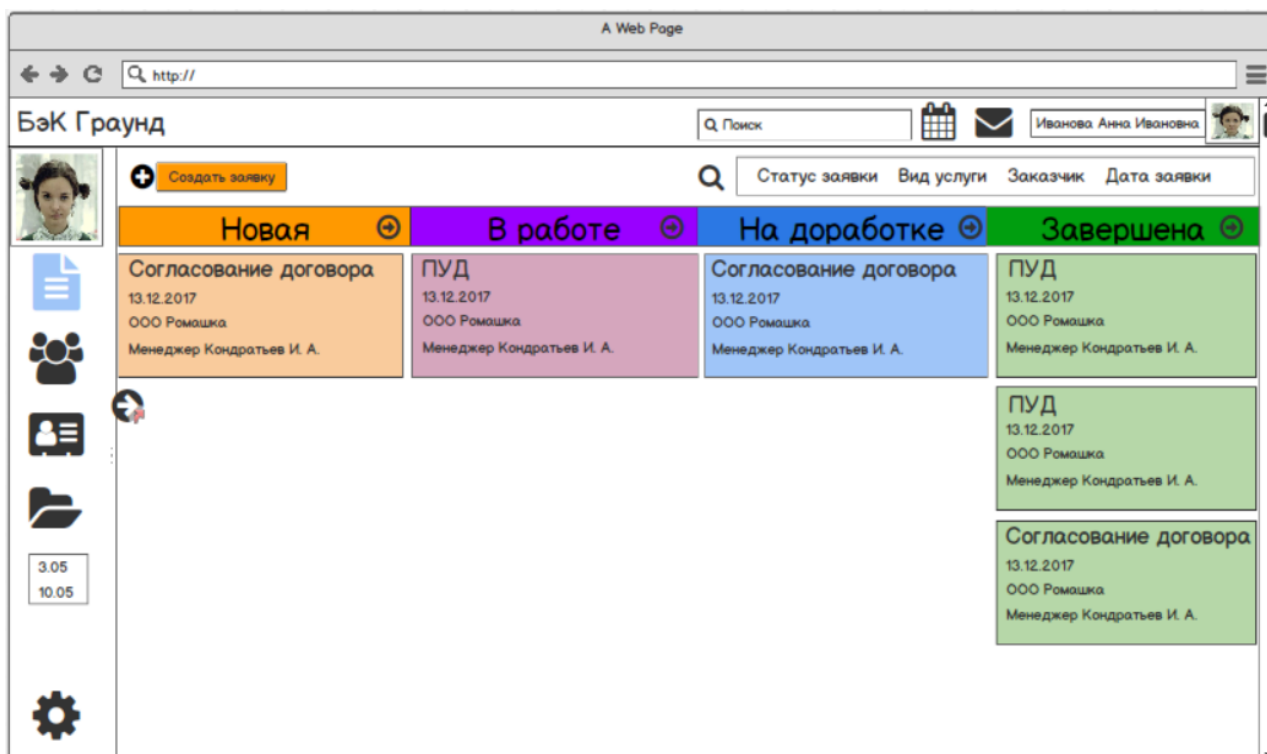 A Web Page
http://
БэК Граунд
Поиск
Иванова Анна Ивановна
Создать заявку
Статус заявки Вид услуги Заказчик Дата заявки
Новая
В работе
На доработке
Завершена
Согласование договора
13.12.2017
ООО Ромашка
Менеджер Кондратьев И. А.
ПУД
13.12.2017
ООО Ромашка
Менеджер Кондратьев И. А.
Согласование договора
13.12.2017
ООО Ромашка
Менеджер Кондратьев И. А.
ПУД
13.12.2017
ООО Ромашка
Менеджер Кондратьев И. А.
ПУД
13.12.2017
ООО Ромашка
Менеджер Кондратьев И. А.
Согласование договора
13.12.2017
ООО Ромашка
Менеджер Кондратьев И. А.
3.05
10.05